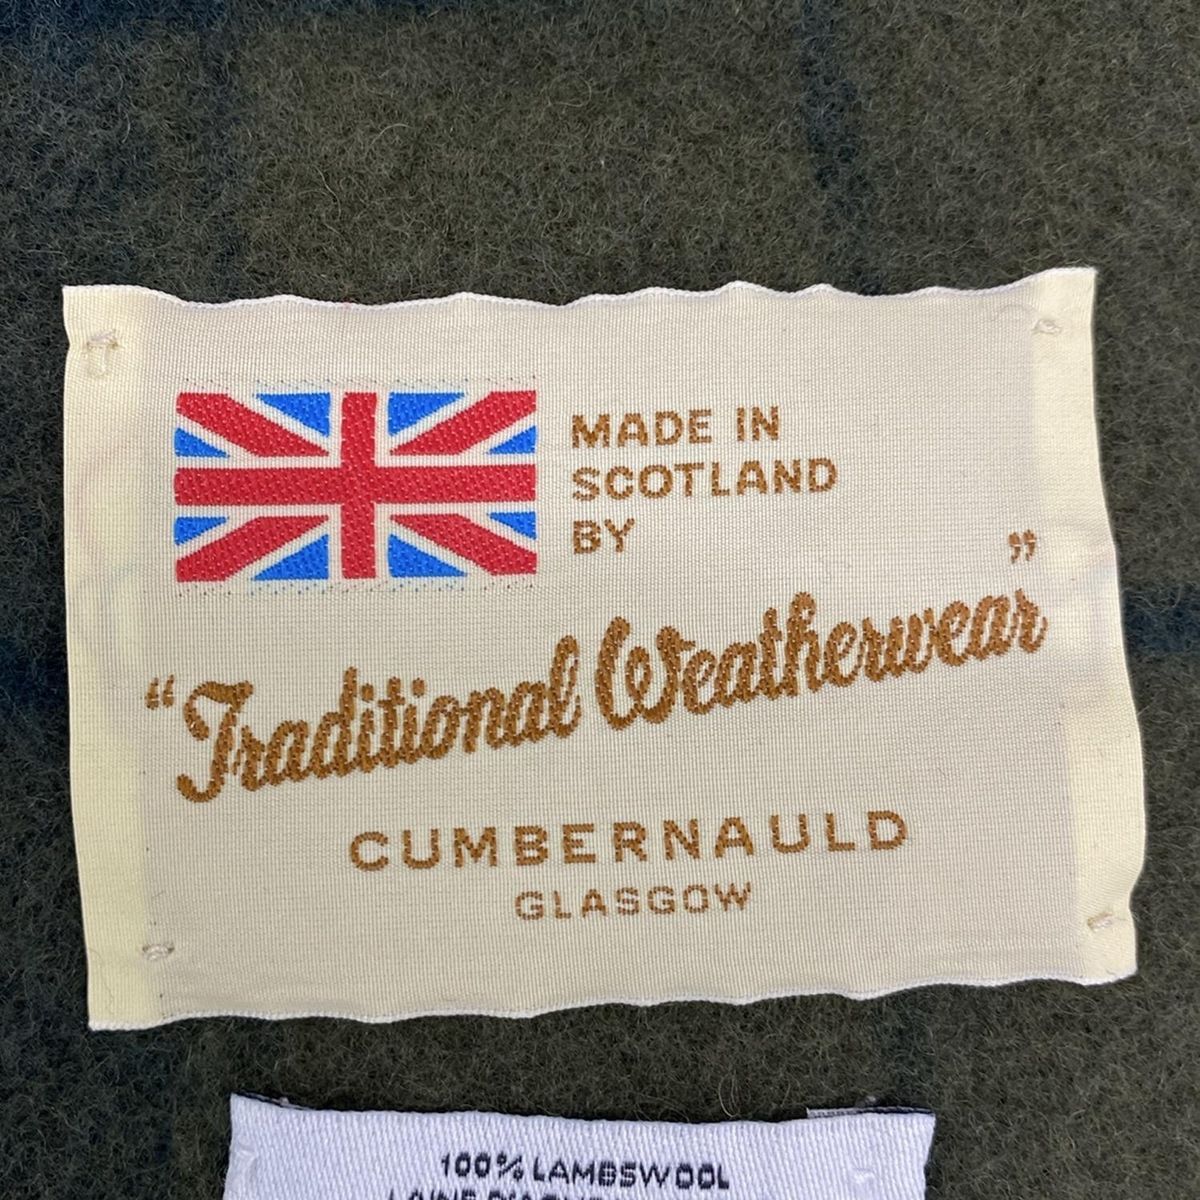 MADE IN
SCOTLAND
BY
“Traditional Weatherwear”
CUMBERNAULD
GLASGOW
100% LAMBSWOOL